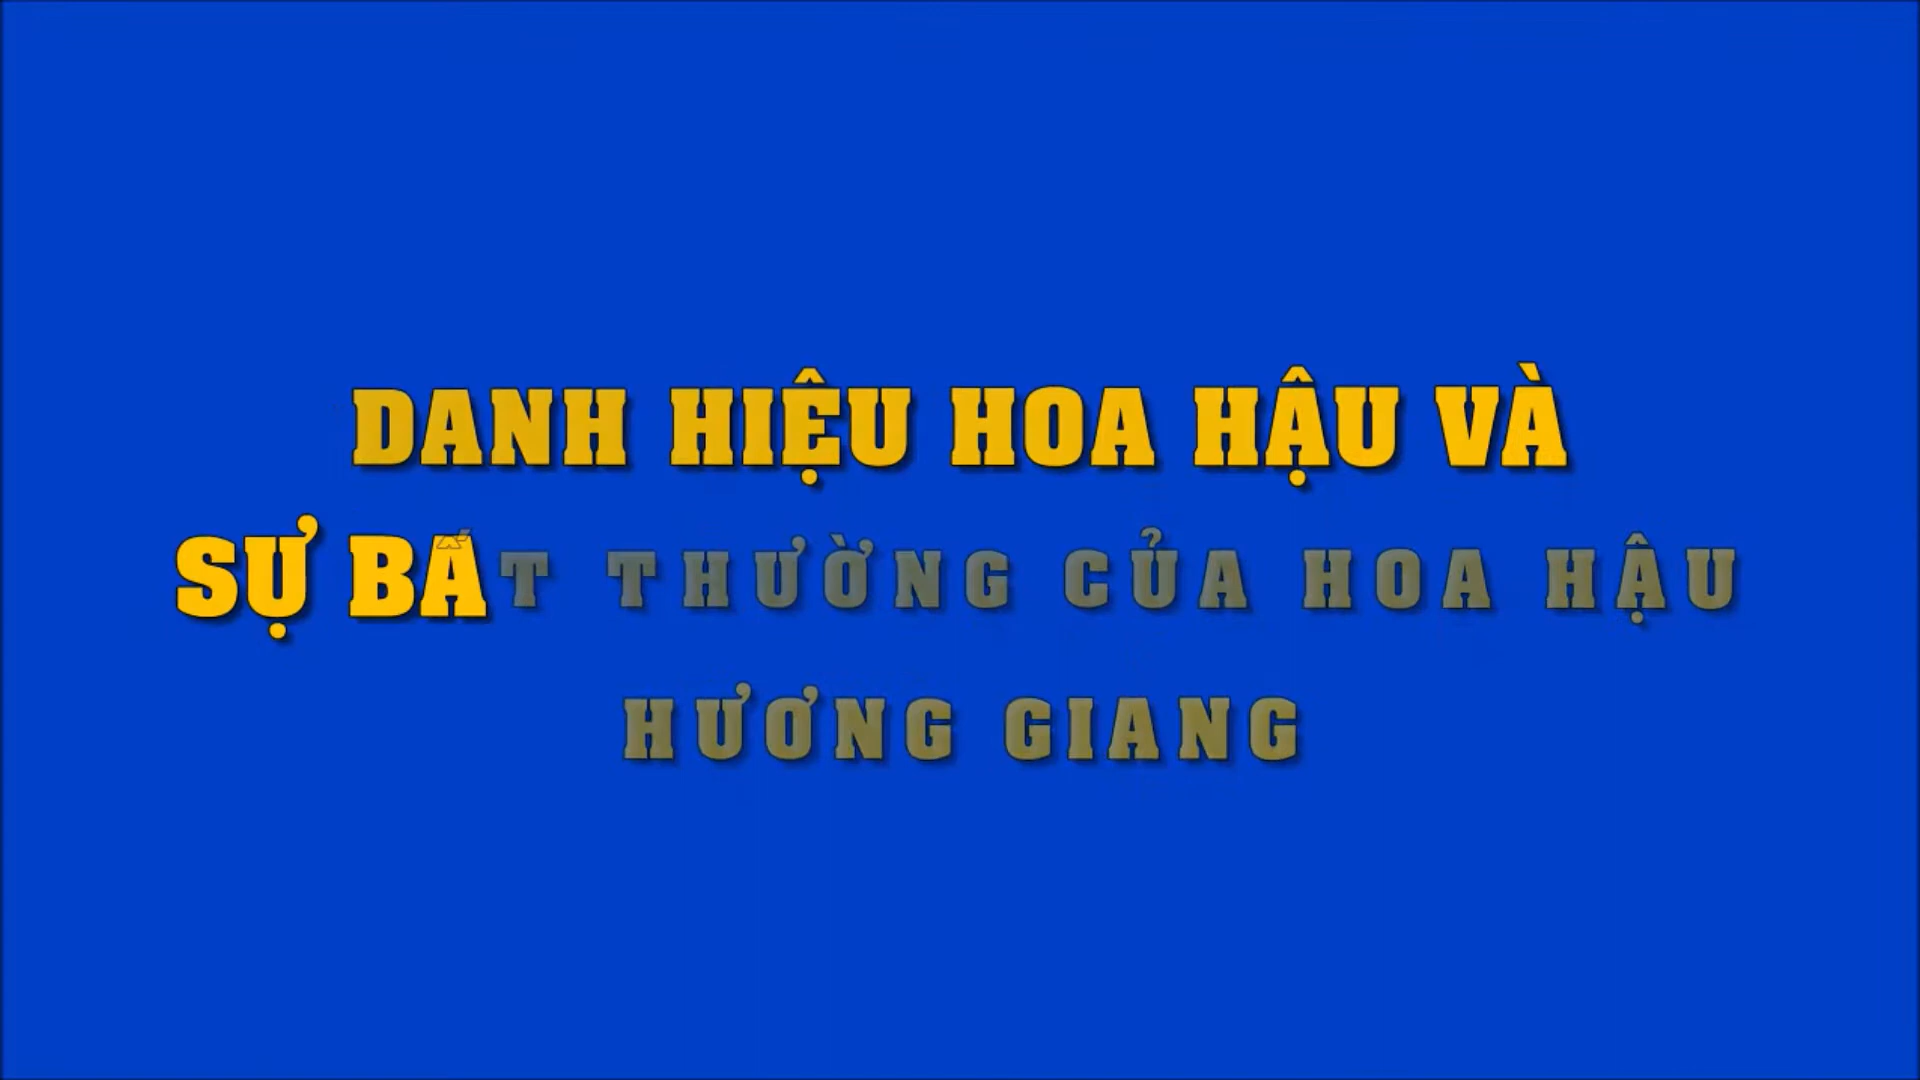 DANH HIỆU HOA HẬU VÀ
SỰ BẤT THƯỜNG CỦA HOA HẬU
HƯƠNG GIANG